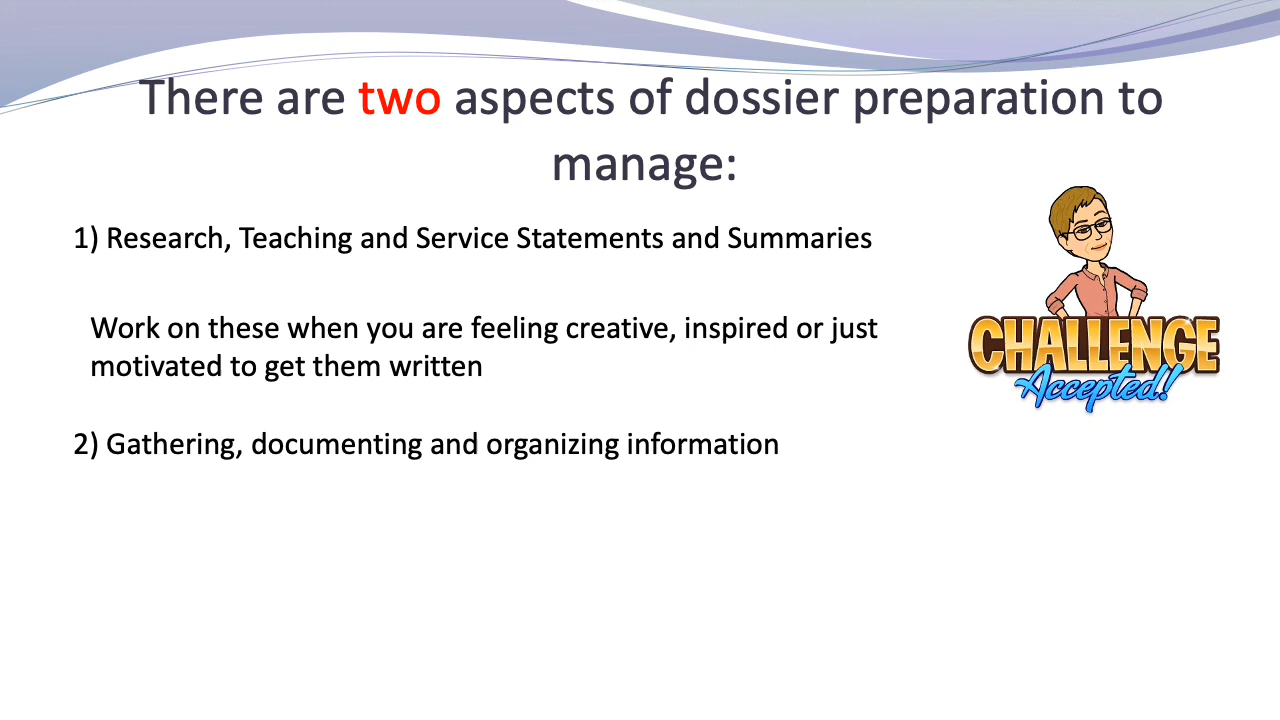 There are two aspects of dossier preparation to
manage:
1) Research, Teaching and Service Statements and Summaries
Work on these when you are feeling creative, inspired or just
motivated to get them written
2) Gathering, documenting and organizing information
CHALLENGE
Accepted!